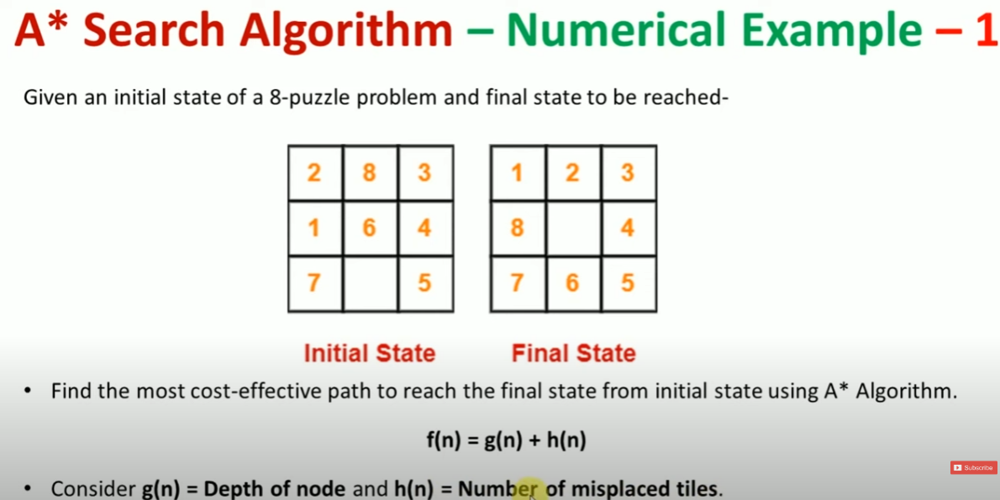 A* Search Algorithm – Numerical Example – 1
Given an initial state of a 8-puzzle problem and final state to be reached-
2 8 3
1 6 4
7 5
1 2 3
8 4
7 6 5
Initial State
Final State
• Find the most cost-effective path to reach the final state from initial state using A* Algorithm.
f(n) = g(n) + h(n)
Subscribe
• Consider g(n) = Depth of node and h(n) = Number of misplaced tiles.